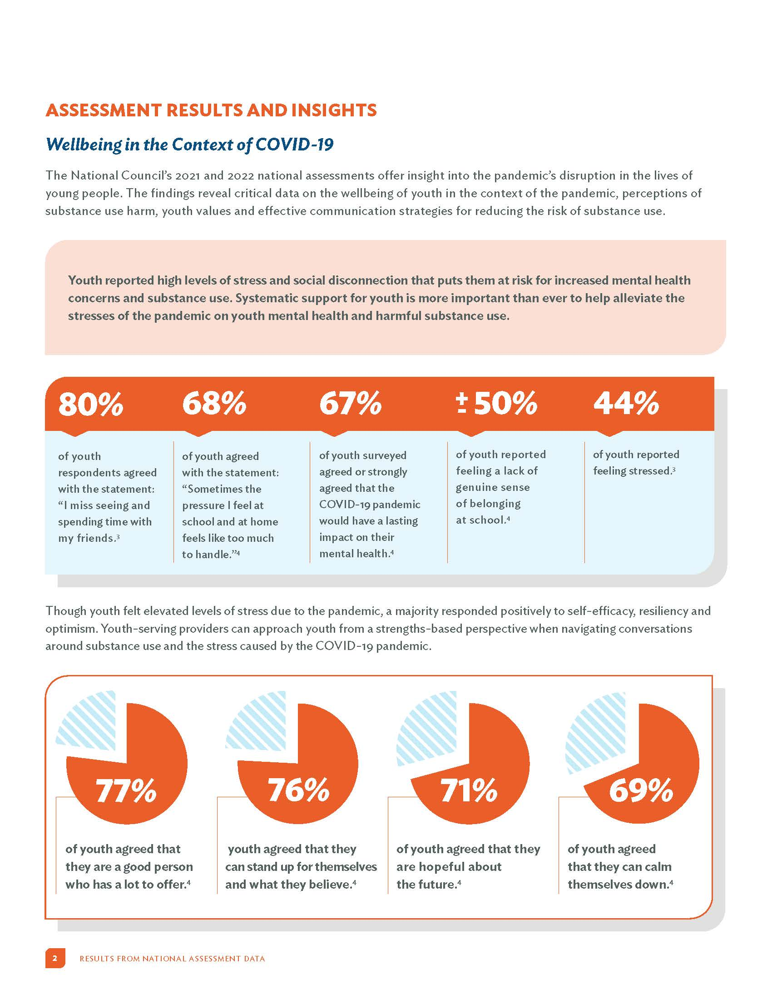 ASSESSMENT RESULTS AND INSIGHTS
Wellbeing in the Context of COVID-19
The National Council’s 2021 and 2022 national assessments offer insight into the pandemic’s disruption in the lives of
young people. The findings reveal critical data on the wellbeing of youth in the context of the pandemic, perceptions of
substance use harm, youth values and effective communication strategies for reducing the risk of substance use.
Youth reported high levels of stress and social disconnection that puts them at risk for increased mental health
concerns and substance use. Systematic support for youth is more important than ever to help alleviate the
stresses of the pandemic on youth mental health and harmful substance use.
80%
of youth
respondents agreed
with the statement:
“I miss seeing and
spending time with
my friends.³
68%
of youth agreed
with the statement:
“Sometimes the
pressure I feel at
school and at home
feels like too much
to handle.”⁴
67%
of youth surveyed
agreed or strongly
agreed that the
COVID-19 pandemic
would have a lasting
impact on their
mental health.⁴
± 50%
of youth reported
feeling a lack of
genuine sense
of belonging
at school.⁴
44%
of youth reported
feeling stressed.³
Though youth felt elevated levels of stress due to the pandemic, a majority responded positively to self-efficacy, resiliency and
optimism. Youth-serving providers can approach youth from a strengths-based perspective when navigating conversations
around substance use and the stress caused by the COVID-19 pandemic.
77%
of youth agreed that
they are a good person
who has a lot to offer.⁴
76%
youth agreed that they
can stand up for themselves
and what they believe.⁴
71%
of youth agreed that they
are hopeful about
the future.⁴
69%
of youth agreed
that they can calm
themselves down.⁴
2
RESULTS FROM NATIONAL ASSESSMENT DATA